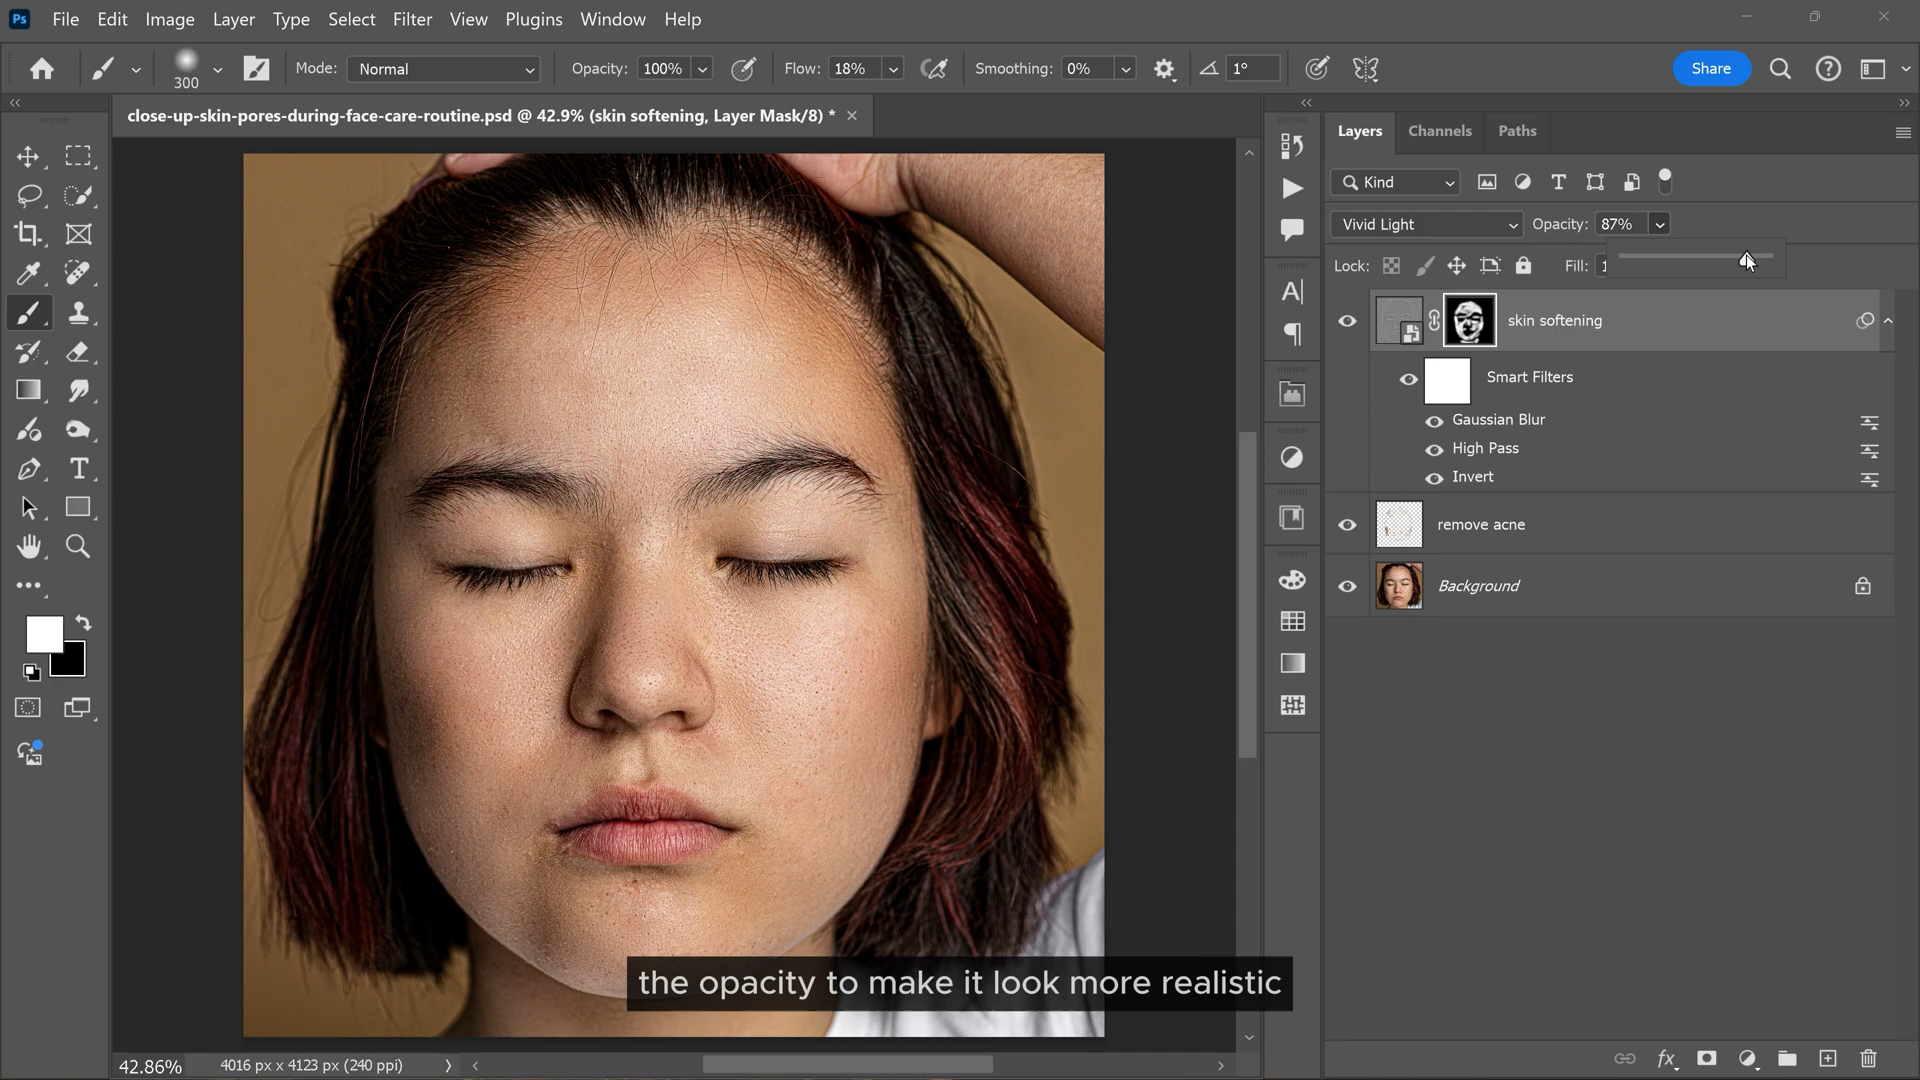 Ps File Edit Image Layer Type Select Filter View Plugins Window Help
300 Mode: Normal Opacity: 100% Flow: 18% Smoothing: 0% 1° Share
close-up-skin-pores-during-face-care-routine.psd @ 42.9% (skin softening, Layer Mask/8) *
Layers Channels Paths
Kind
Vivid Light Opacity: 87%
Lock: Fill: 1
skin softening
Smart Filters
Gaussian Blur
High Pass
Invert
remove acne
Background
the opacity to make it look more realistic
42.86% 4016 px x 4123 px (240 ppi)
fx